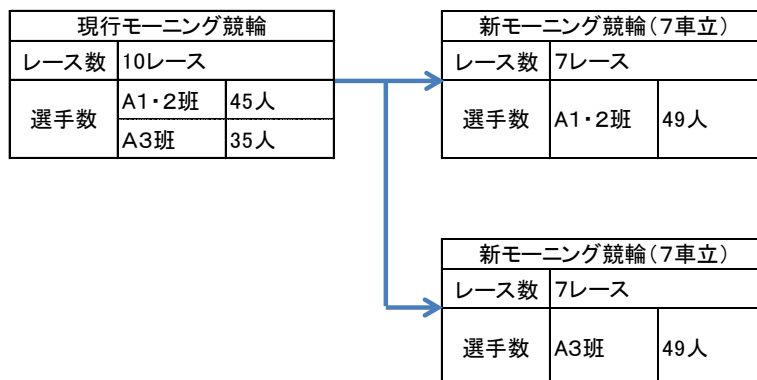 現行モーニング競輪
レース数 10レース
選手数
A1・2班 45人
A3班 35人
新モーニング競輪（7車立）
レース数 7レース
選手数 A1・2班 49人
新モーニング競輪（7車立）
レース数 7レース
選手数 A3班 49人